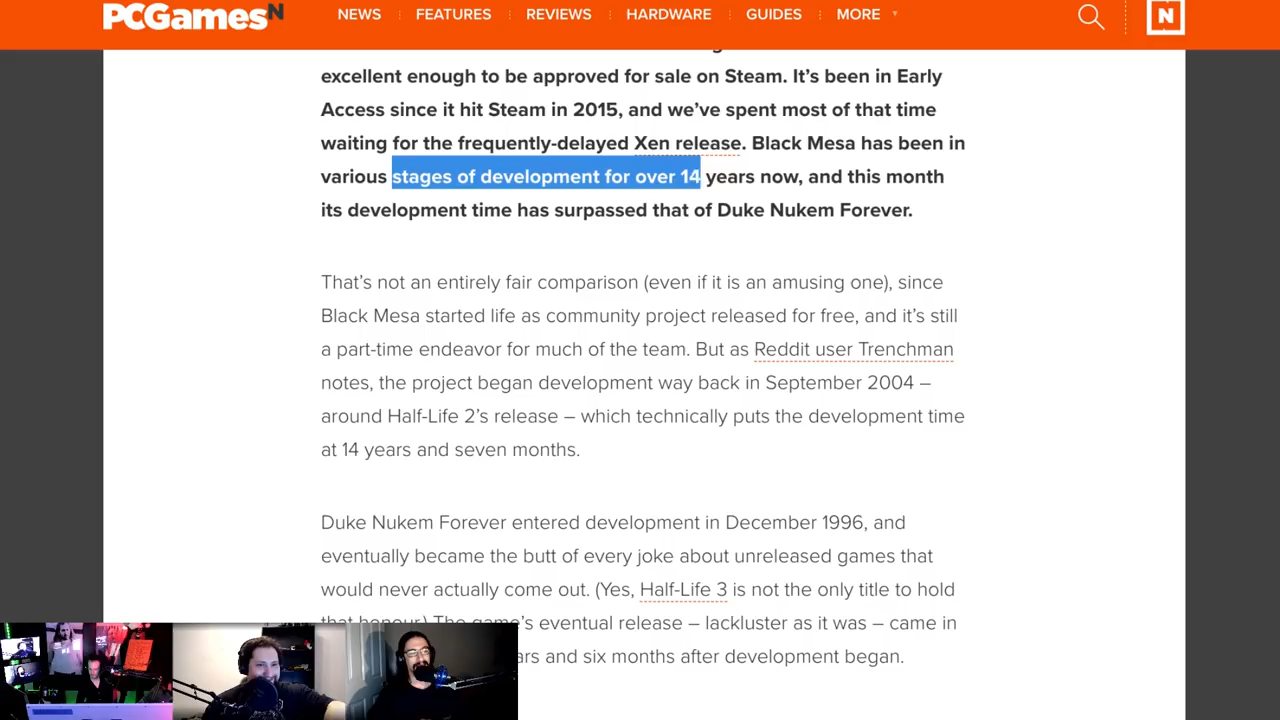 PCGamesN NEWS FEATURES REVIEWS HARDWARE GUIDES MORE N
excellent enough to be approved for sale on Steam. It’s been in Early
Access since it hit Steam in 2015, and we’ve spent most of that time
waiting for the frequently-delayed Xen release. Black Mesa has been in
various stages of development for over 14 years now, and this month
its development time has surpassed that of Duke Nukem Forever.
That’s not an entirely fair comparison (even if it is an amusing one), since
Black Mesa started life as community project released for free, and it’s still
a part-time endeavor for much of the team. But as Reddit user Trenchman
notes, the project began development way back in September 2004 –
around Half-Life 2’s release – which technically puts the development time
at 14 years and seven months.
Duke Nukem Forever entered development in December 1996, and
eventually became the butt of every joke about unreleased games that
would never actually come out. (Yes, Half-Life 3 is not the only title to hold
that honour.) The game’s eventual release – lackluster as it was – came in
and six months after development began.